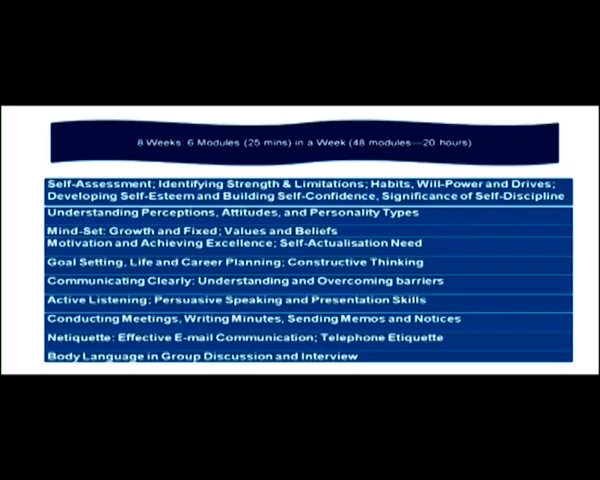 8 Weeks: 6 Modules (25 mins) in a Week (48 modules—20 hours)
Self-Assessment; Identifying Strength & Limitations; Habits, Will-Power and Drives;
Developing Self-Esteem and Building Self-Confidence, Significance of Self-Discipline
Understanding Perceptions, Attitudes, and Personality Types
Mind-Set: Growth and Fixed; Values and Beliefs
Motivation and Achieving Excellence; Self-Actualisation Need
Goal Setting, Life and Career Planning; Constructive Thinking
Communicating Clearly: Understanding and Overcoming barriers
Active Listening; Persuasive Speaking and Presentation Skills
Conducting Meetings, Writing Minutes, Sending Memos and Notices
Netiquette: Effective E-mail Communication; Telephone Etiquette
Body Language in Group Discussion and Interview